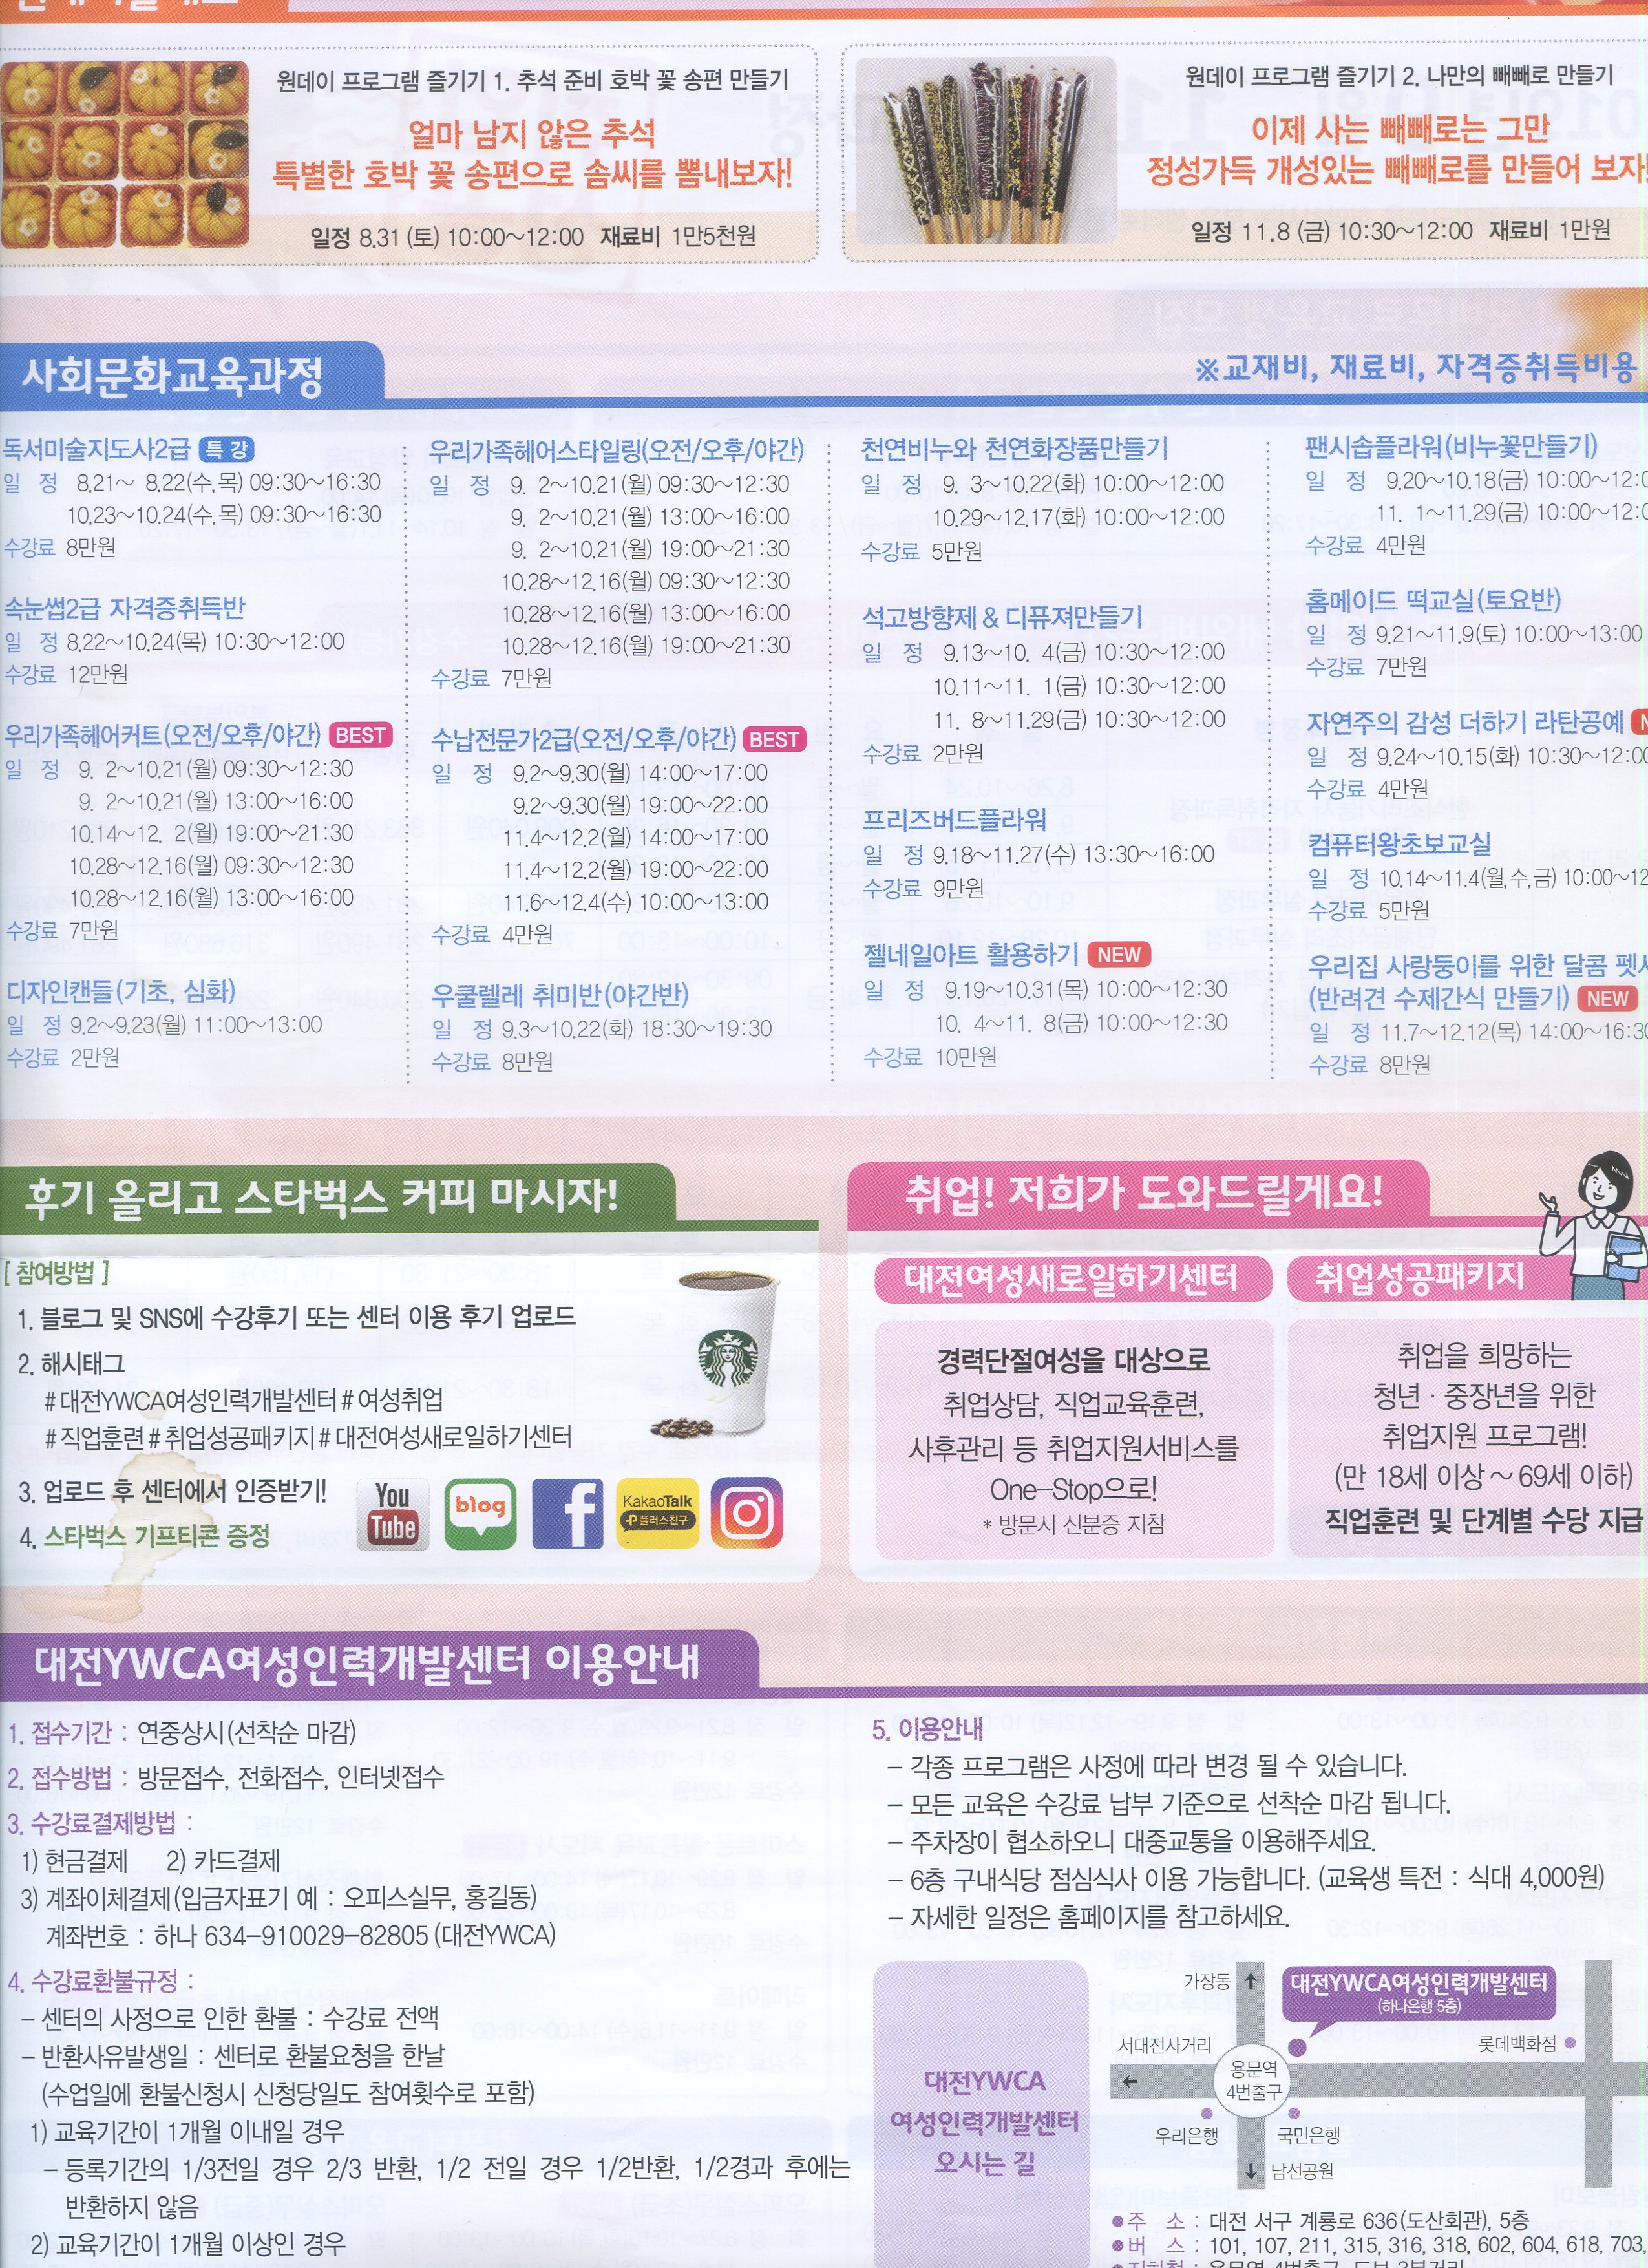 원데이 프로그램 즐기기 1. 추석 준비 호박 꽃 송편 만들기
얼마 남지 않은 추석
특별한 호박 꽃 송편으로 솜씨를 뽐내보자!
일정 8.31 (토) 10:00~12:00 재료비 1만5천원
원데이 프로그램 즐기기 2. 나만의 빼빼로 만들기
이제 사는 빼빼로는 그만
정성가득 개성있는 빼빼로를 만들어 보자!
일정 11.8 (금) 10:30~12:00 재료비 1만원
사회문화교육과정
※교재비, 재료비, 자격증취득비용
독서미술지도사2급 특강
일 정 8.21~ 8.22(수,목) 09:30~16:30
10.23~10.24(수,목) 09:30~16:30
수강료 8만원
속눈썹2급 자격증취득반
일 정 8.22~10.24(목) 10:30~12:00
수강료 12만원
우리가족헤어커트(오전/오후/야간) BEST
일 정 9. 2~10.21(월) 09:30~12:30
9. 2~10.21(월) 13:00~16:00
10.14~12. 2(월) 19:00~21:30
10.28~12.16(월) 09:30~12:30
10.28~12.16(월) 13:00~16:00
수강료 7만원
디자인캔들(기초, 심화)
일 정 9.2~9.23(월) 11:00~13:00
수강료 2만원
우리가족헤어스타일링(오전/오후/야간)
일 정 9. 2~10.21(월) 09:30~12:30
9. 2~10.21(월) 13:00~16:00
9. 2~10.21(월) 19:00~21:30
10.28~12.16(월) 09:30~12:30
10.28~12.16(월) 13:00~16:00
10.28~12.16(월) 19:00~21:30
수강료 7만원
수납전문가2급(오전/오후/야간) BEST
일 정 9.2~9.30(월) 14:00~17:00
9.2~9.30(월) 19:00~22:00
11.4~12.2(월) 14:00~17:00
11.4~12.2(월) 19:00~22:00
11.6~12.4(수) 10:00~13:00
수강료 4만원
우쿨렐레 취미반(야간반)
일 정 9.3~10.22(화) 18:30~19:30
수강료 8만원
천연비누와 천연화장품만들기
일 정 9. 3~10.22(화) 10:00~12:00
10.29~12.17(화) 10:00~12:00
수강료 5만원
석고방향제 & 디퓨져만들기
일 정 9.13~10. 4(금) 10:30~12:00
10.11~11. 1(금) 10:30~12:00
11. 8~11.29(금) 10:30~12:00
수강료 2만원
프리즈버드플라워
일 정 9.18~11.27(수) 13:30~16:00
수강료 9만원
젤네일아트 활용하기 NEW
일 정 9.19~10.31(목) 10:00~12:30
10. 4~11. 8(금) 10:00~12:30
수강료 10만원
팬시솝플라워(비누꽃만들기)
일 정 9.20~10.18(금) 10:00~12:0
11. 1~11.29(금) 10:00~12:0
수강료 4만원
홈메이드 떡교실(토요반)
일 정 9.21~11.9(토) 10:00~13:00
수강료 7만원
자연주의 감성 더하기 라탄공예
일 정 9.24~10.15(화) 10:30~12:00
수강료 4만원
컴퓨터왕초보교실
일 정 10.14~11.4(월,수,금) 10:00~12
수강료 5만원
우리집 사랑둥이를 위한 달콤 펫
(반려견 수제간식 만들기) NEW
일 정 11.7~12.12(목) 14:00~16:30
수강료 8만원
후기 올리고 스타벅스 커피 마시자!
[ 참여방법 ]
1. 블로그 및 SNS에 수강후기 또는 센터 이용 후기 업로드
2. 해시태그
#대전YWCA여성인력개발센터 # 여성취업
#직업훈련 # 취업성공패키지 # 대전여성새로일하기센터
3. 업로드 후 센터에서 인증받기!
4. 스타벅스 기프티콘 증정
You Tube
blog
f
KakaoTalk
플러스친구
취업! 저희가 도와드릴게요!
대전여성새로일하기센터
경력단절여성을 대상으로
취업상담, 직업교육훈련,
사후관리 등 취업지원서비스를
One-Stop으로!
* 방문시 신분증 지참
취업성공패키지
취업을 희망하는
청년 · 중장년을 위한
취업지원 프로그램!
(만 18세 이상 ~ 69세 이하)
직업훈련 및 단계별 수당 지급
대전YWCA여성인력개발센터 이용안내
1. 접수기간 : 연중상시(선착순 마감)
2. 접수방법 : 방문접수, 전화접수, 인터넷접수
3. 수강료결제방법 :
1) 현금결제 2) 카드결제
3) 계좌이체결제(입금자표기 예 : 오피스실무, 홍길동)
계좌번호 : 하나 634-910029-82805 (대전YWCA)
4. 수강료환불규정 :
- 센터의 사정으로 인한 환불 : 수강료 전액
- 반환사유발생일 : 센터로 환불요청을 한날
(수업일에 환불신청시 신청당일도 참여횟수로 포함)
1) 교육기간이 1개월 이내일 경우
- 등록기간의 1/3전일 경우 2/3 반환, 1/2 전일 경우 1/2반환, 1/2경과 후에는
반환하지 않음
2) 교육기간이 1개월 이상인 경우
5. 이용안내
- 각종 프로그램은 사정에 따라 변경 될 수 있습니다.
- 모든 교육은 수강료 납부 기준으로 선착순 마감 됩니다.
- 주차장이 협소하오니 대중교통을 이용해주세요.
- 6층 구내식당 점심식사 이용 가능합니다. (교육생 특전 : 식대 4,000원)
- 자세한 일정은 홈페이지를 참고하세요.
대전YWCA
여성인력개발센터
오시는 길
가장동
대전YWCA여성인력개발센터
(하나은행 5층)
서대전사거리
롯데백화점
용문역
4번출구
우리은행
국민은행
남선공원
●주 소 : 대전 서구 계룡로 636(도산회관), 5층
●버 스 : 101, 107, 211, 315, 316, 318, 602, 604, 618, 703,